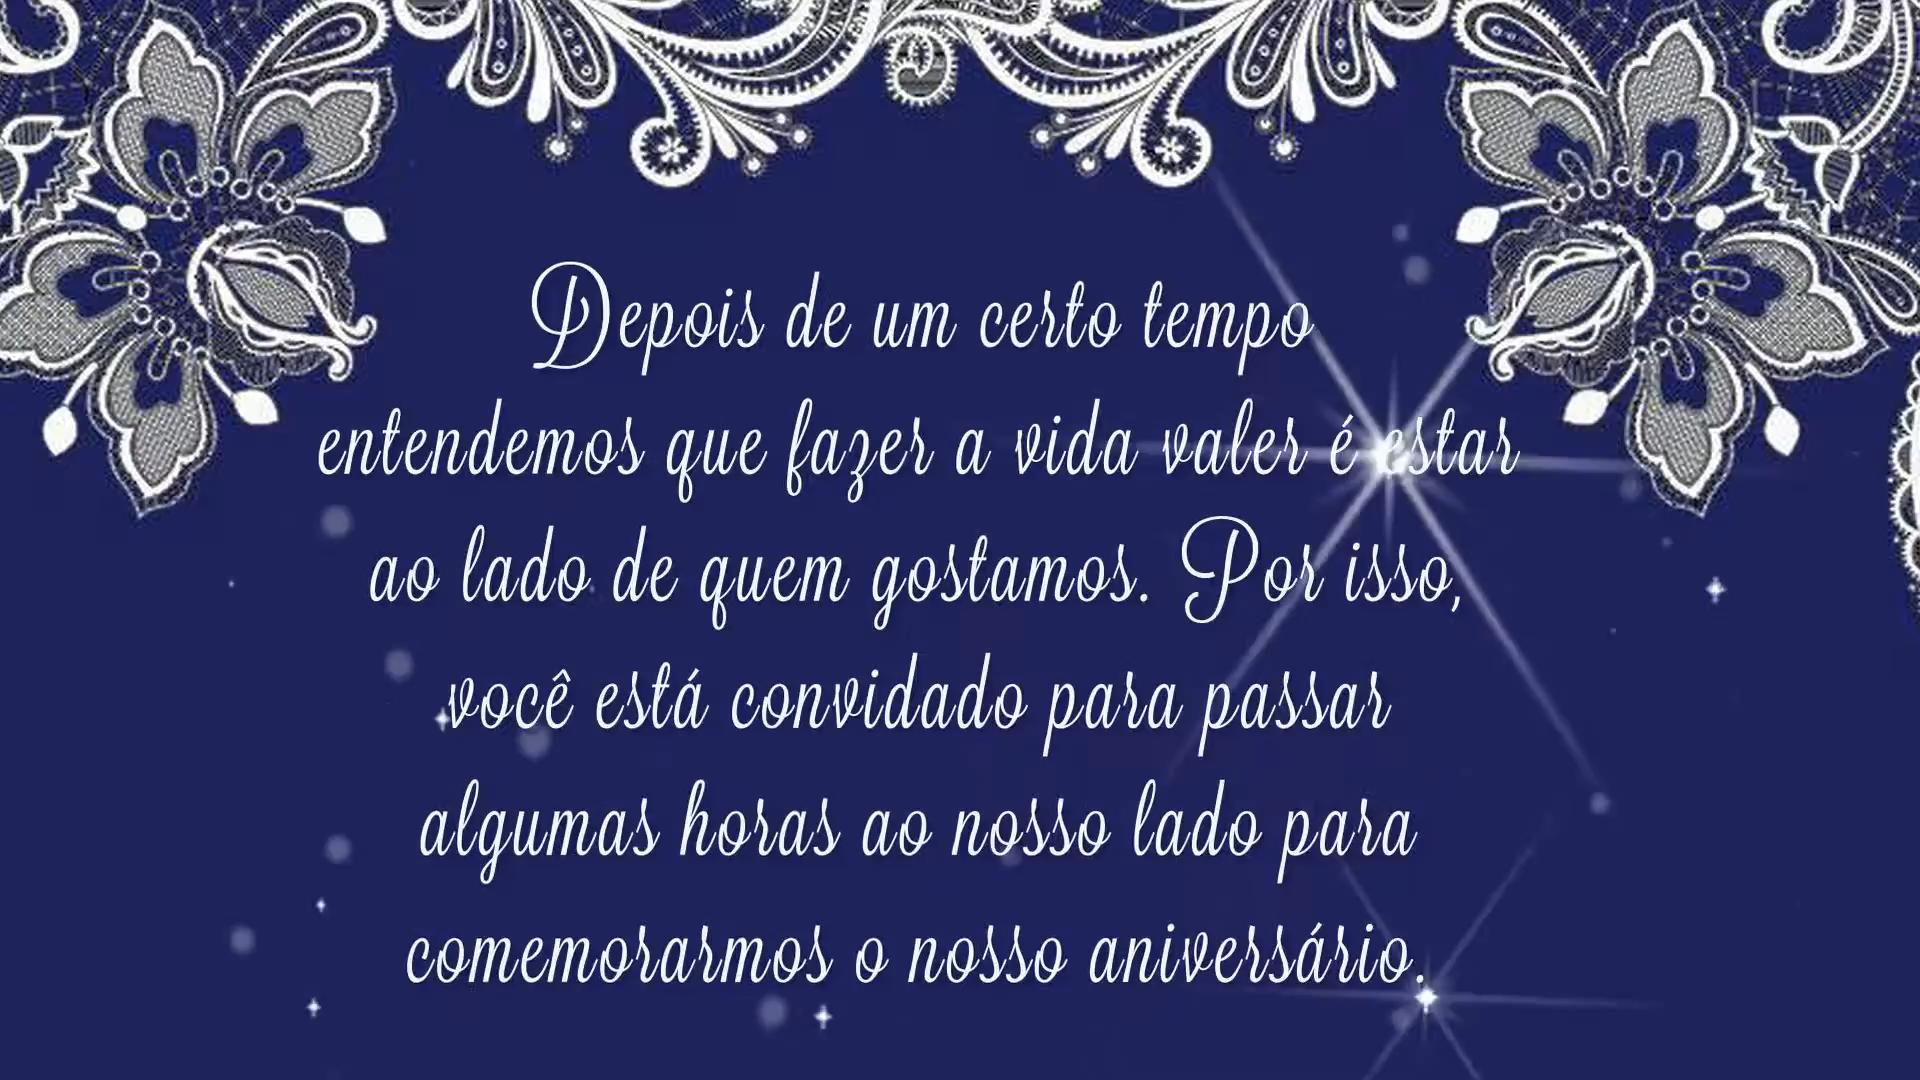 Depois de um certo tempo
entendemos que fazer a vida valer é estar
ao lado de quem gostamos. Por isso,
você está convidado para passar
algumas horas ao nosso lado para
comemorarmos o nosso aniversário.